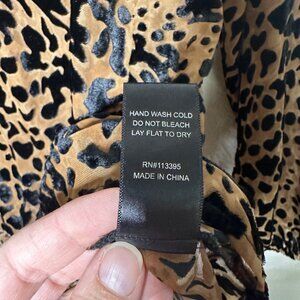 HAND WASH COLD
DO NOT BLEACH
LAY FLAT TO DRY
RN#113395
MADE IN CHINA